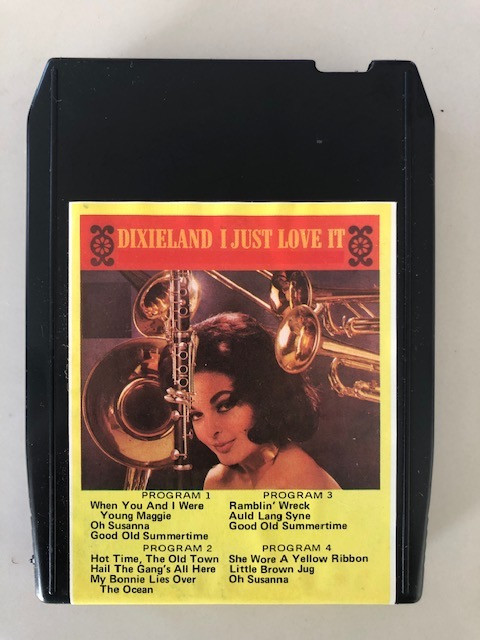 DIXIELAND I JUST LOVE IT
PROGRAM 1
When You And I Were
Young Maggie
Oh Susanna
Good Old Summertime
PROGRAM 2
Hot Time, The Old Town
Hail The Gang's All Here
My Bonnie Lies Over
The Ocean
PROGRAM 3
Ramblin' Wreck
Auld Lang Syne
Good Old Summertime
PROGRAM 4
She Wore A Yellow Ribbon
Little Brown Jug
Oh Susanna